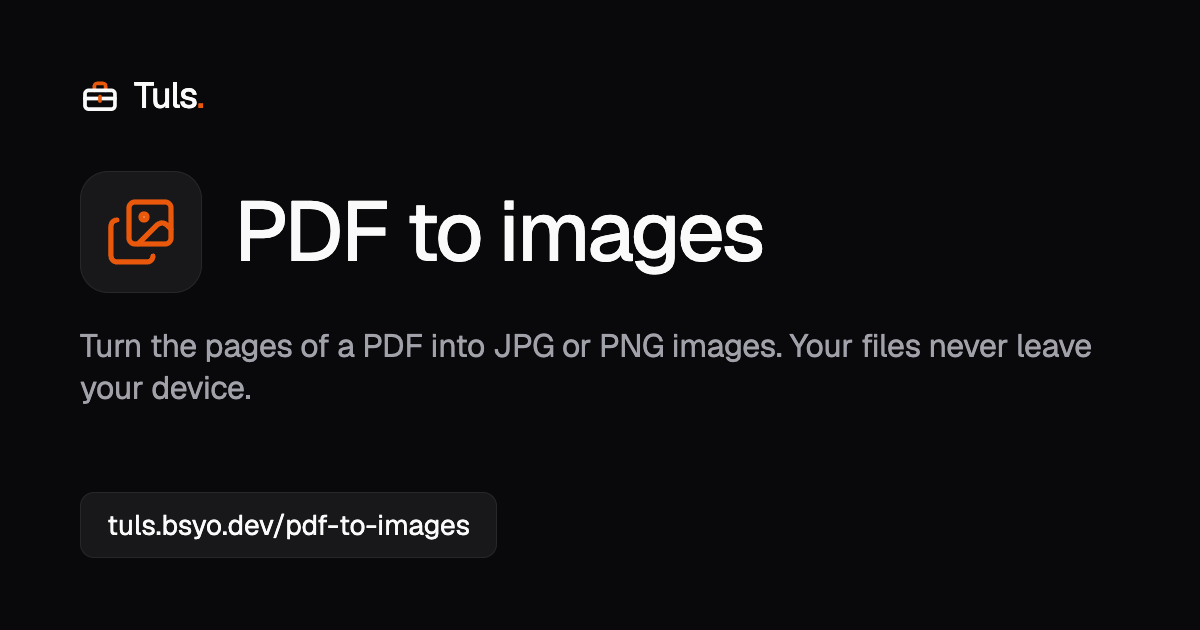 Tuls.
PDF to images
Turn the pages of a PDF into JPG or PNG images. Your files never leave
your device.
tuls.bsyo.dev/pdf-to-images